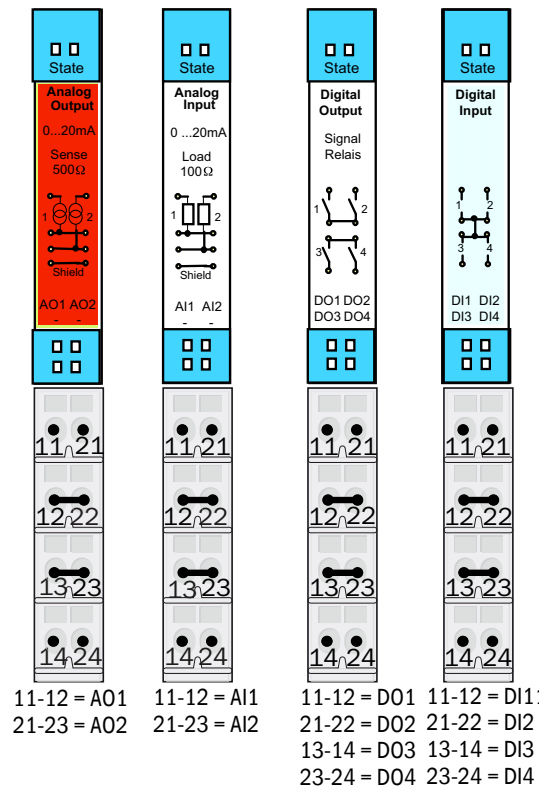 State
Analog
Output
0...20mA
Sense
500Ω
1 2
Shield
AO1 AO2
- -
11 21
12 22
13 23
14 24
11-12 = AO1
21-23 = AO2
State
Analog
Input
0 ...20mA
Load
100Ω
1 2
Shield
AI1 AI2
- -
11 21
12 22
13 23
14 24
11-12 = AI1
21-23 = AI2
State
Digital
Output
Signal
Relais
1 2
3 4
DO1 DO2
DO3 DO4
11 21
12 22
13 23
14 24
11-12 = DO1
21-22 = DO2
13-14 = DO3
23-24 = DO4
State
Digital
Input
1 2
3 4
DI1 DI2
DI3 DI4
11 21
12 22
13 23
14 24
11-12 = DI11
21-22 = DI2
13-14 = DI3
23-24 = DI4